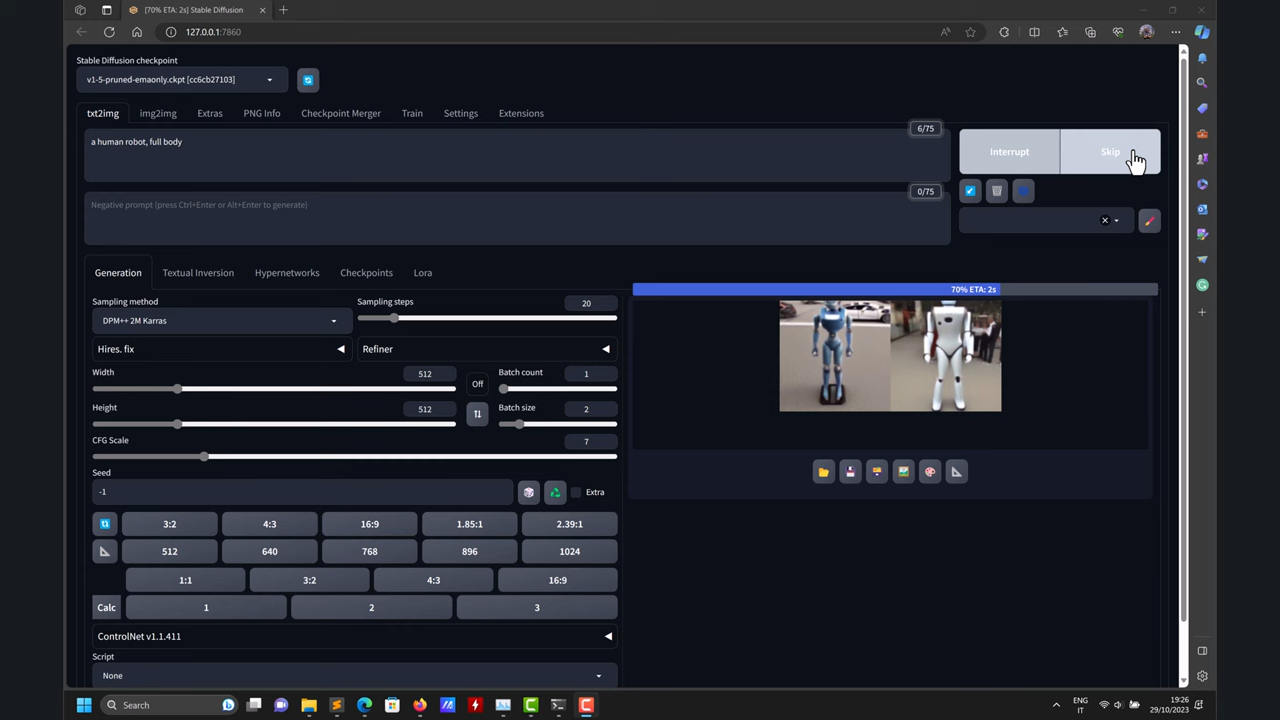 [70% ETA: 2s] Stable Diffusion
127.0.0.1:7860
Stable Diffusion checkpoint
v1-5-pruned-emaonly.ckpt [cc6cb27103]
txt2img img2img Extras PNG Info Checkpoint Merger Train Settings Extensions
6/75
a human robot, full body
Interrupt Skip
0/75
Negative prompt (press Ctrl+Enter or Alt+Enter to generate)
Generation Textual Inversion Hypernetworks Checkpoints Lora
70% ETA: 2s
Sampling method Sampling steps 20
DPM++ 2M Karras
Hires. fix Refiner
Width 512 Off Batch count 1
Height 512 Batch size 2
CFG Scale 7
Seed
-1 Extra
3:2 4:3 16:9 1.85:1 2.39:1
512 640 768 896 1024
1:1 3:2 4:3 16:9
Calc 1 2 3
ControlNet v1.1.411
Script
None
Search ENG 19:26
IT 29/10/2023